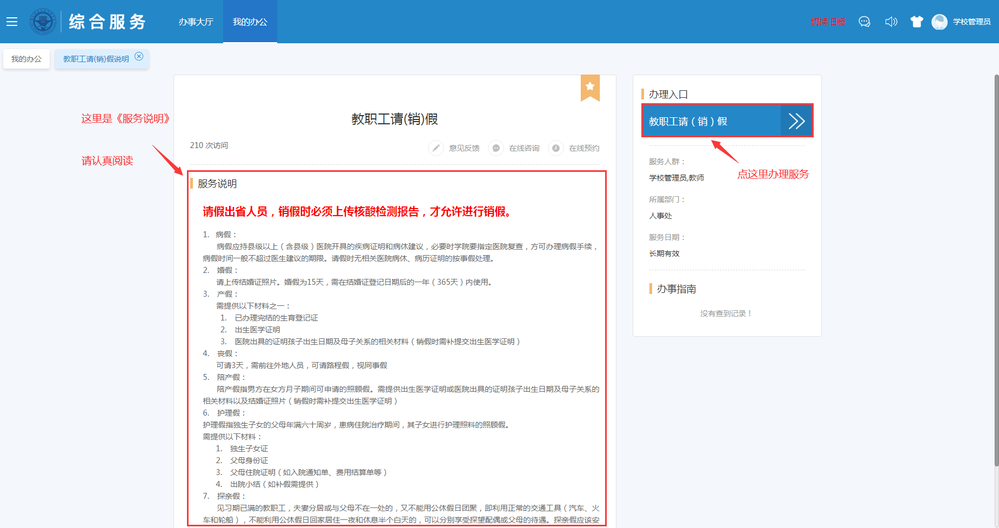 综合服务
办事大厅
我的办公
切换旧版
学校管理员
我的办公
教职工请(销)假说明
这里是《服务说明》
请认真阅读
教职工请(销)假
210 次访问
意见反馈
在线咨询
在线预约
服务说明
请假出省人员，销假时必须上传核酸检测报告，才允许进行销假。
1. 病假：
病假应持县级以上（含县级）医院开具的疾病证明和病休建议，必要时学院要指定医院复查，方可办理病假手续，
病假时间一般不超过医生建议的期限。请假时无相关医院病休、病历证明的按事假处理。
2. 婚假：
请上传结婚证照片。婚假为15天，需在结婚证登记日期后的一年（365天）内使用。
3. 产假：
需提供以下材料之一：
1. 已办理完结的生育登记证
2. 出生医学证明
3. 医院出具的证明孩子出生日期及母子关系的相关材料（销假时需补提交出生医学证明）
4. 丧假：
可请3天，需前往外地人员，可请路程假，视同事假
5. 陪产假：
陪产假指男方在女方月子期间可申请的照顾假。需提供出生医学证明或医院出具的证明孩子出生日期及母子关系的
相关材料以及结婚证照片（销假时需补提交出生医学证明）
6. 护理假：
护理假指独生子女的父母年满六十周岁，患病住院治疗期间，其子女进行护理照料的照顾假。
需提供以下材料：
1. 独生子女证
2. 父母身份证
3. 父母住院证明（如入院通知单、费用结算单等）
4. 出院小结（如补假需提供）
7. 探亲假：
见习期已满的教职工，夫妻分居或与父母不在一处的，又不能用公休假日团聚，即利用正常的交通工具（汽车、火
车和轮船），不能利用公休假日回家居住一夜和休息半个白天的，可以分别享受探望配偶或父母的待遇。探亲假应该安
办理入口
教职工请（销）假
点这里办理服务
服务人群：
学校管理员,教师
所属部门：
人事处
服务日期：
长期有效
办事指南
没有查到记录！